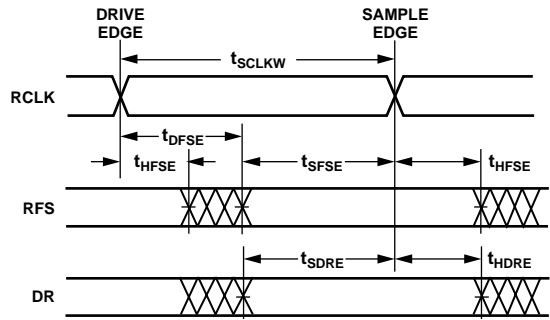 DRIVE EDGE
SAMPLE EDGE
tSCLKW
RCLK
tDFSE
tHFSE
tSFSE
tHFSE
RFS
tSDRE
tHDRE
DR